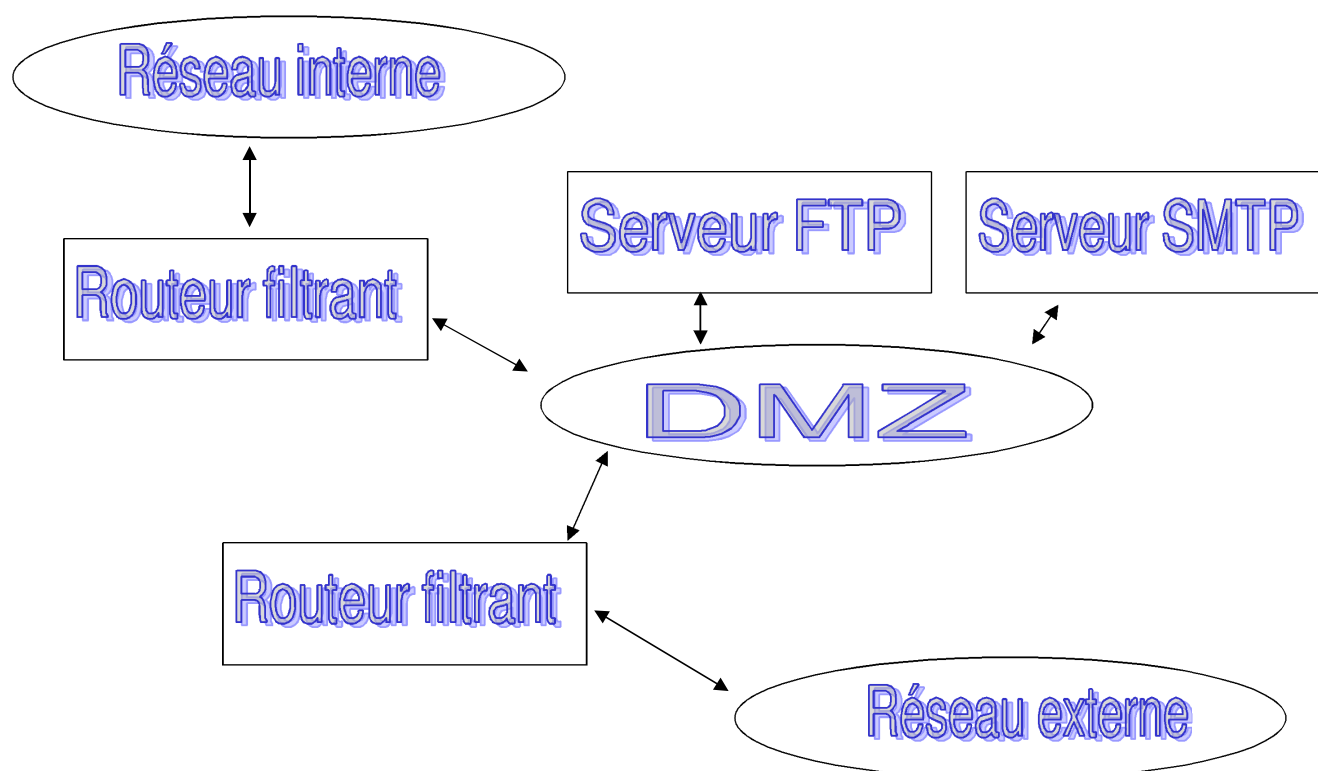 Réseau interne
Serveur FTP
Serveur SMTP
Routeur filtrant
DMZ
Routeur filtrant
Réseau externe